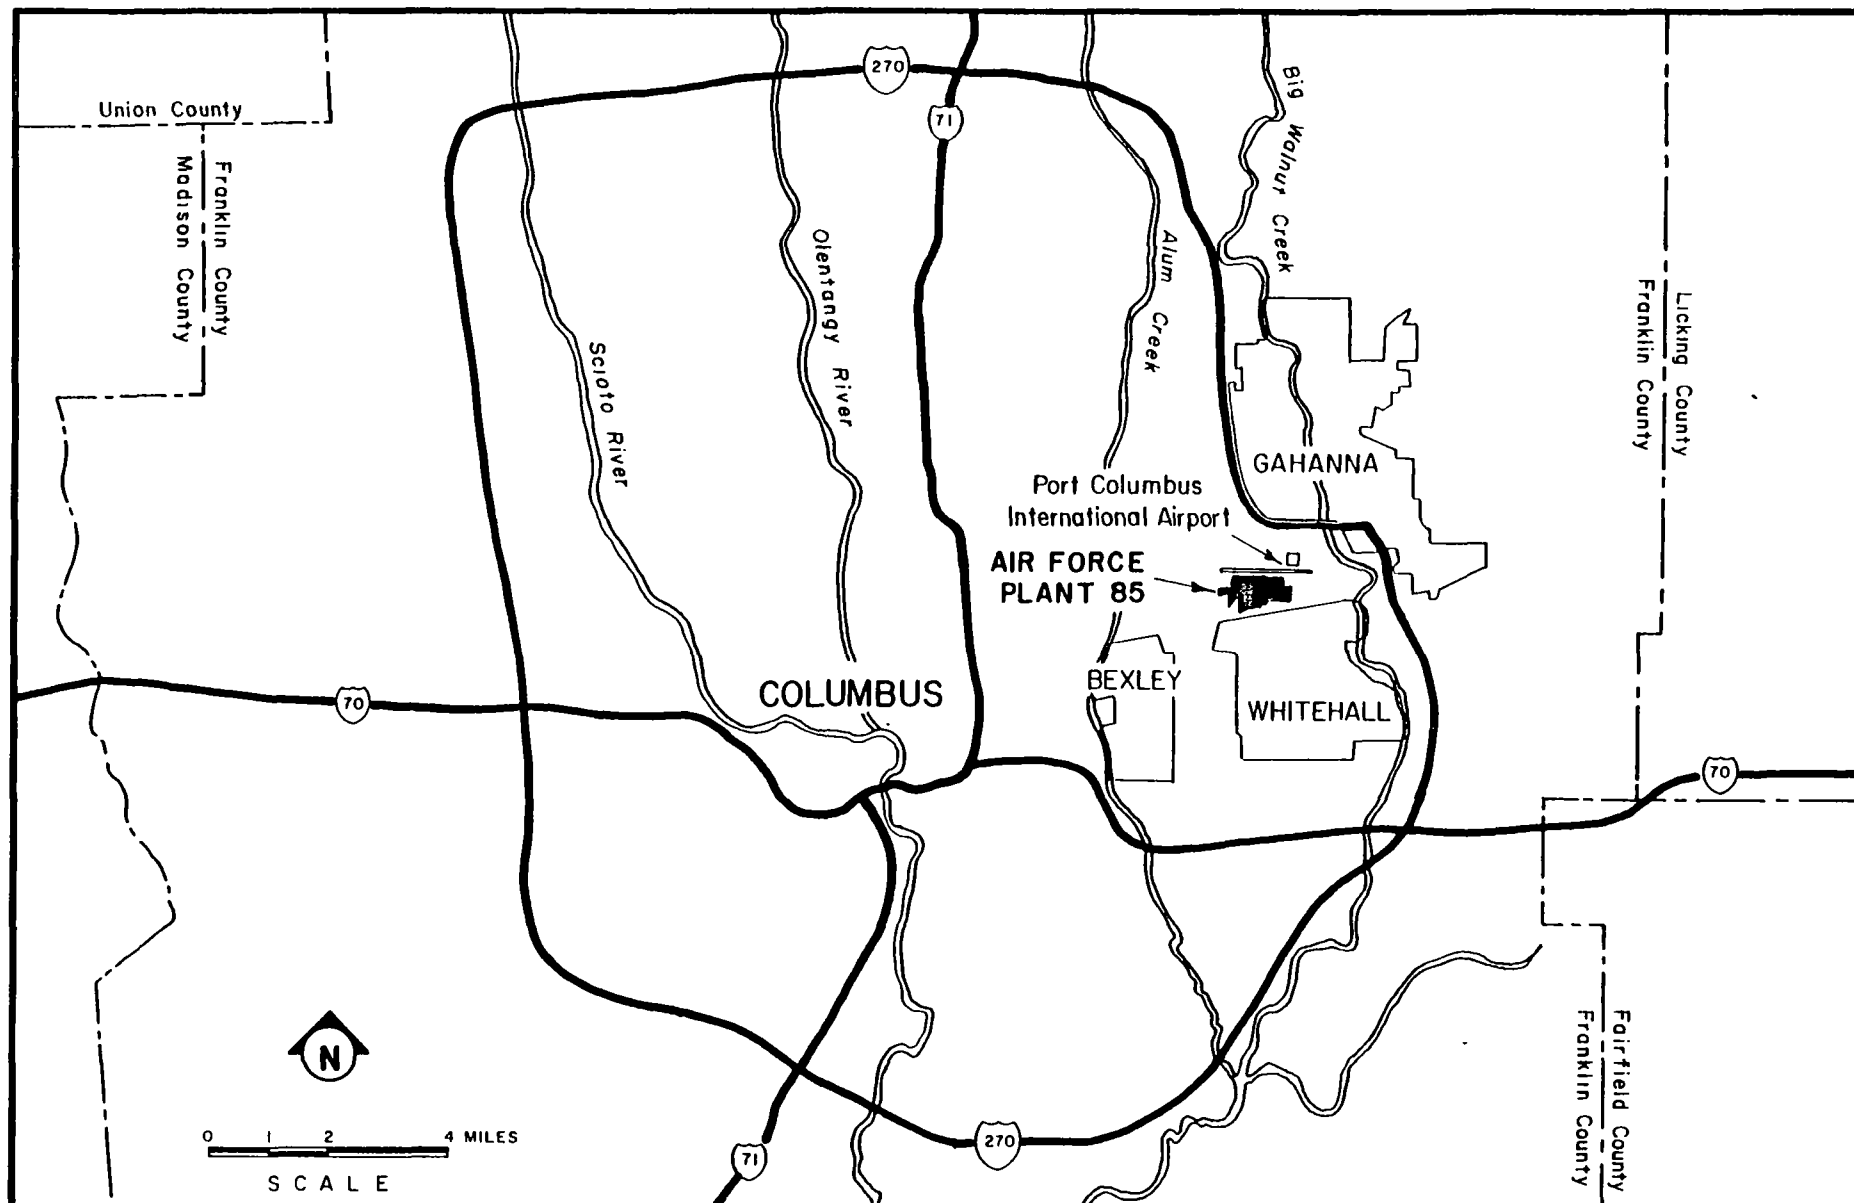 270
71
Union County
Franklin County
Madison County
Big Walnut Creek
Olentangy River
Alum Creek
Scioto River
Licking County
Franklin County
GAHANNA
Port Columbus
International Airport
AIR FORCE
PLANT 85
BEXLEY
COLUMBUS
WHITEHALL
70
70
N
0 1 2 4 MILES
SCALE
71
270
Fairfield County
Franklin County